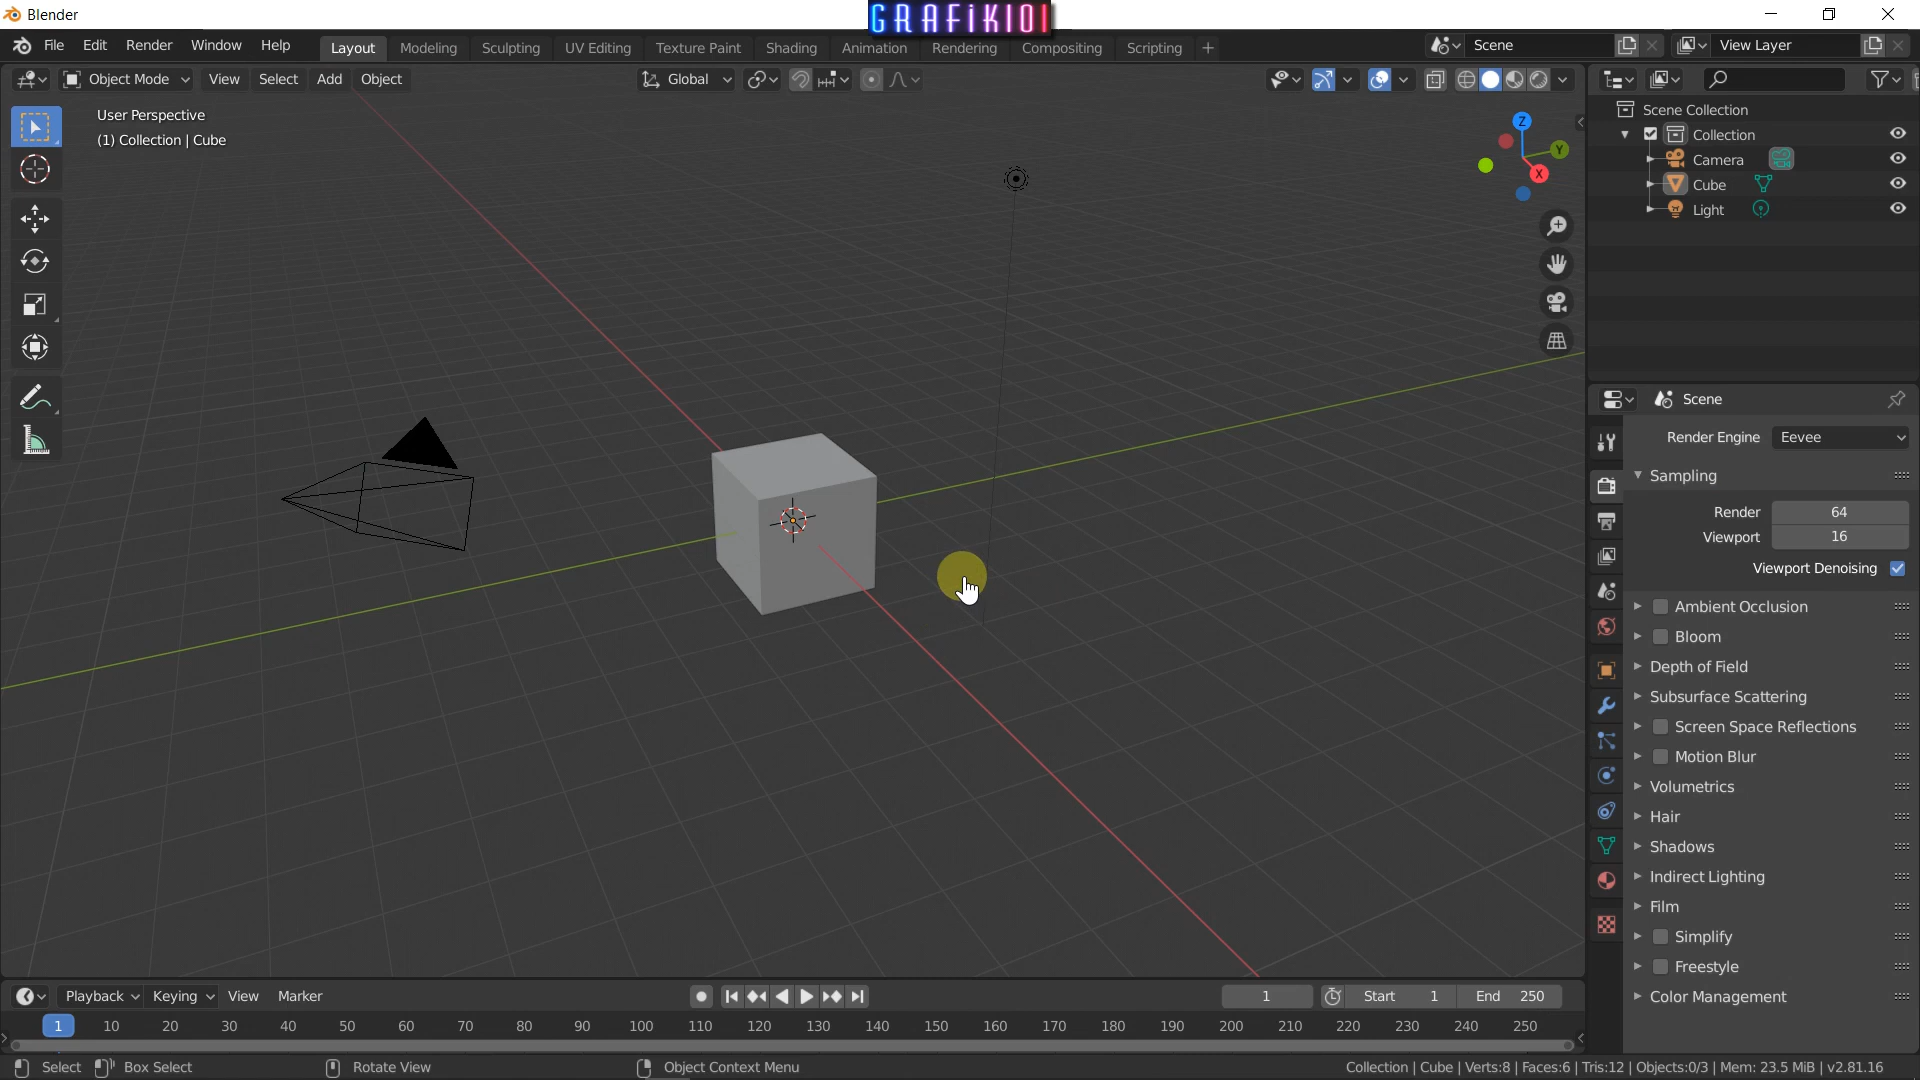 Blender
GRAFiK101
File Edit Render Window Help
Layout Modeling Sculpting UV Editing Texture Paint Shading Animation Rendering Compositing Scripting +
Scene
View Layer
Object Mode View Select Add Object
Global
User Perspective
(1) Collection | Cube
Z
Y
X
Scene Collection
Collection
Camera
Cube
Light
Scene
Render Engine Eevee
Sampling
Render 64
Viewport 16
Viewport Denoising
Ambient Occlusion
Bloom
Depth of Field
Subsurface Scattering
Screen Space Reflections
Motion Blur
Volumetrics
Hair
Shadows
Indirect Lighting
Film
Simplify
Freestyle
Color Management
Playback Keying View Marker
1
Start 1 End 250
1 10 20 30 40 50 60 70 80 90 100 110 120 130 140 150 160 170 180 190 200 210 220 230 240 250
Select Box Select Rotate View Object Context Menu
Collection | Cube | Verts:8 | Faces:6 | Tris:12 | Objects:0/3 | Mem: 23.5 MiB | v2.81.16